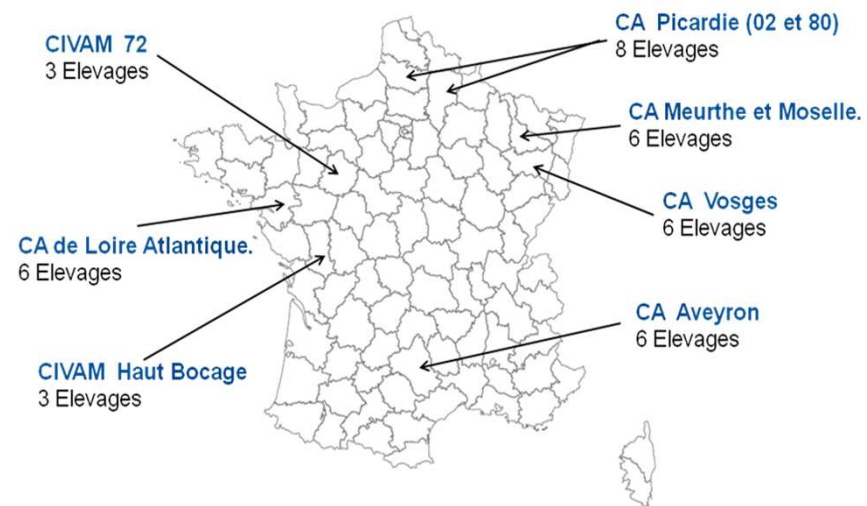 CIVAM 72
3 Elevages
CA Picardie (02 et 80)
8 Elevages
CA Meurthe et Moselle.
6 Elevages
CA Vosges
6 Elevages
CA de Loire Atlantique.
6 Elevages
CA Aveyron
6 Elevages
CIVAM Haut Bocage
3 Elevages